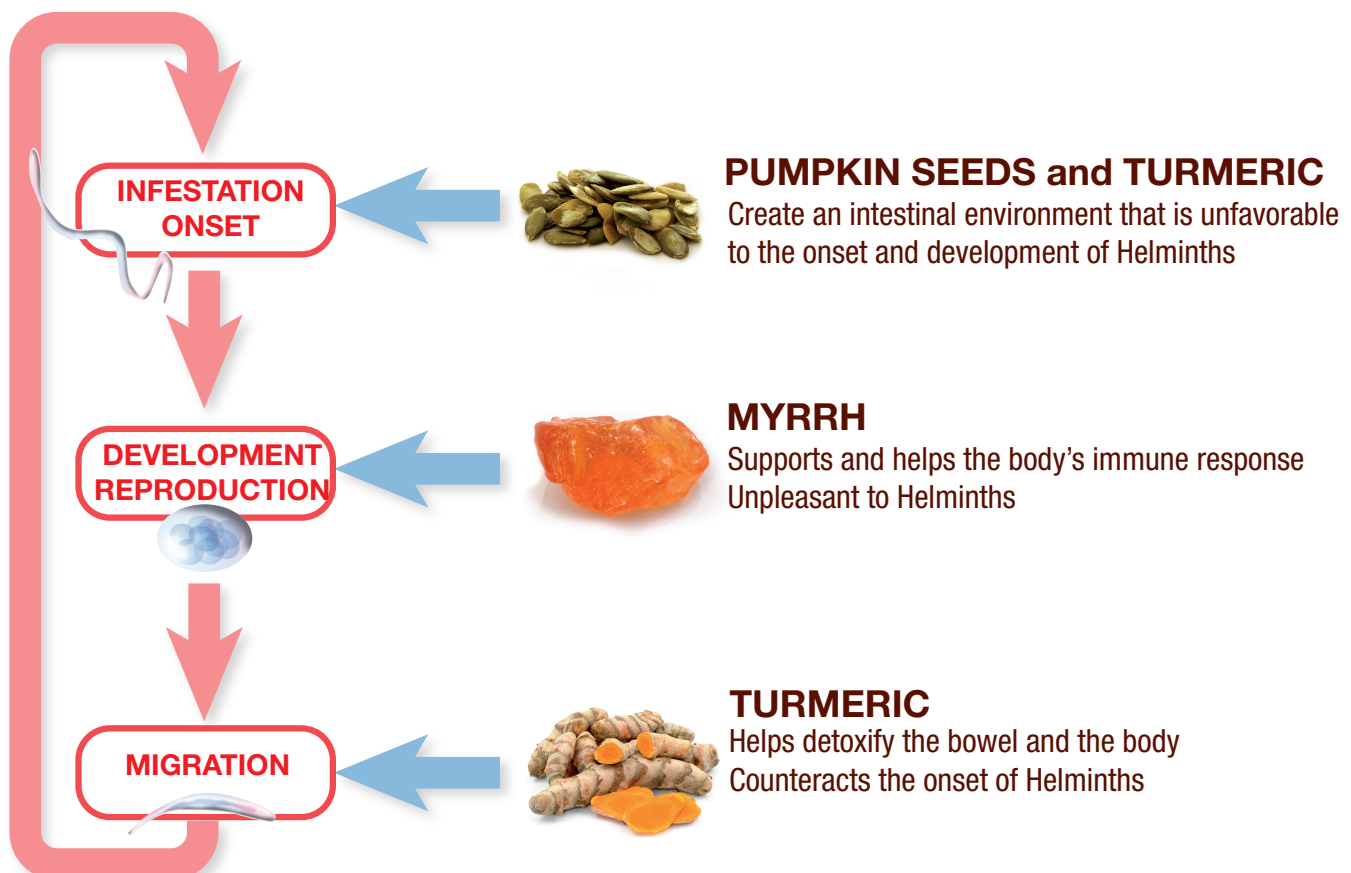 INFESTATION
ONSET
PUMPKIN SEEDS and TURMERIC
Create an intestinal environment that is unfavorable
to the onset and development of Helminths
DEVELOPMENT
REPRODUCTION
MYRRH
Supports and helps the body’s immune response
Unpleasant to Helminths
MIGRATION
TURMERIC
Helps detoxify the bowel and the body
Counteracts the onset of Helminths